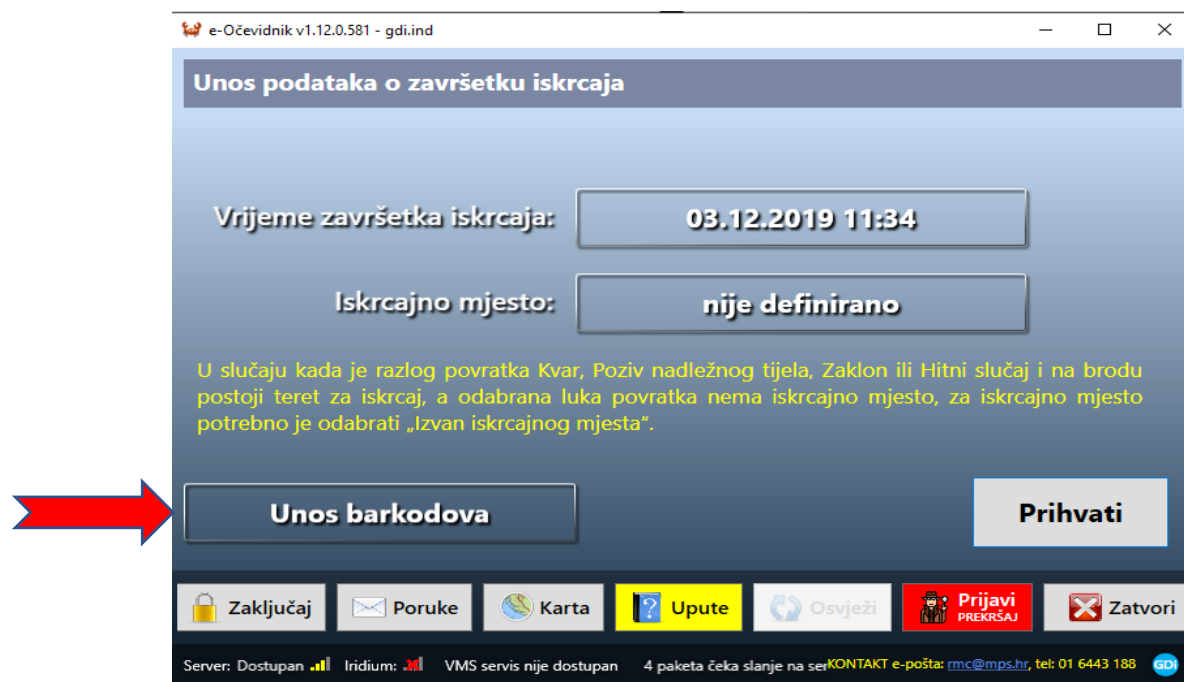 e-Očevidnik v1.12.0.581 - gdi.ind
Unos podataka o završetku iskrcaja
Vrijeme završetka iskrcaja: 03.12.2019 11:34
Iskrcajno mjesto: nije definirano
U slučaju kada je razlog povratka Kvar, Poziv nadležnog tijela, Zaklon ili Hitni slučaj i na brodu
postoji teret za iskrcaj, a odabrana luka povratka nema iskrcajno mjesto, za iskrcajno mjesto
potrebno je odabrati „Izvan iskrcajnog mjesta“.
Unos barkodova Prihvati
Zaključaj Poruke Karta Upute Osvježi Prijavi PREKRŠAJ Zatvori
Server: Dostupan Iridium: VMS servis nije dostupan 4 paketa čeka slanje na ser KONTAKT e-pošta: rmc@mps.hr, tel: 01 6443 188 GDI